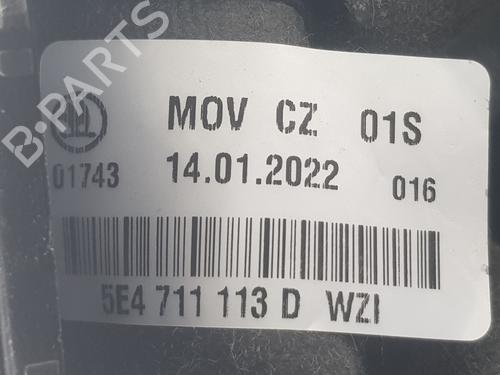 B-PARTS
MOV CZ 01S
01743 14.01.2022 016
5E4 711 113 D WZI